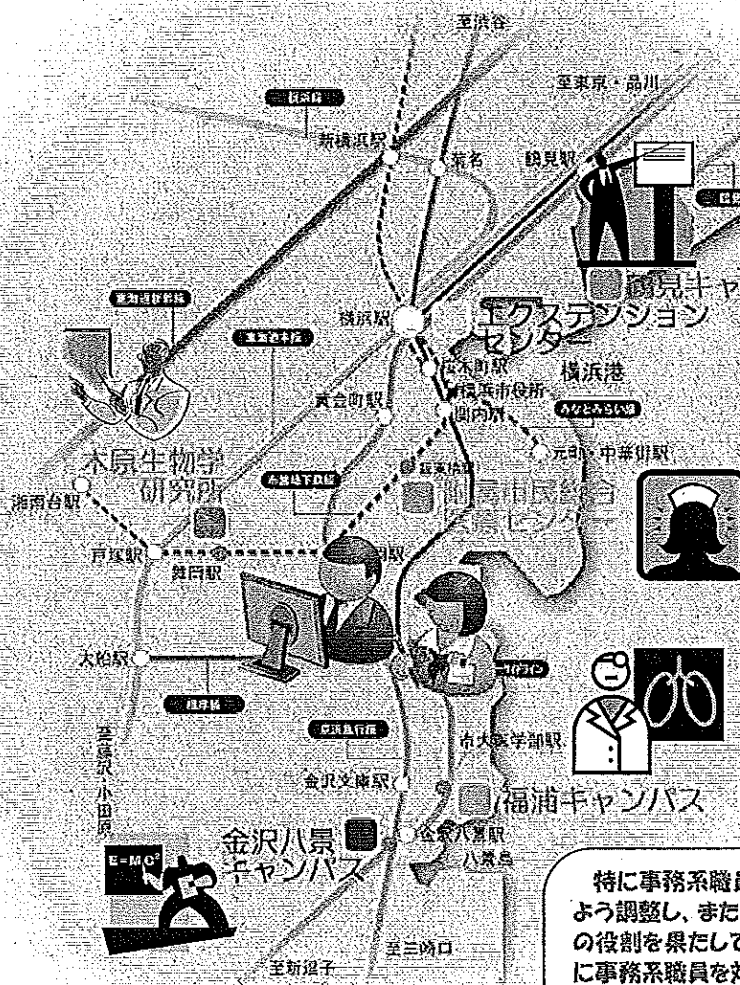 至渋谷
至東京・品川
横浜線
新横浜駅
菊名
鶴見駅
鶴見キャ
東海道新幹線
横浜駅
エクステンション
センター
東海道本線
桜木町駅
横浜市役所
横浜港
黄金町駅
関内駅
みなとみらい線
元町・中華街駅
木原生物学
研究所
市営地下鉄線
阪東橋駅
センター
湘南台駅
戸塚駅
舞岡駅
大船駅
根岸線
至藤沢・小田原
京浜急行線
市大医学部駅
金沢文庫駅
福浦キャンパス
金沢八景
キャンパス
金沢八景駅
八景島
E=MC²
至三崎口
至新逗子
特に事務系職員
よう調整し、また
の役割を果たして
に事務系職員を対